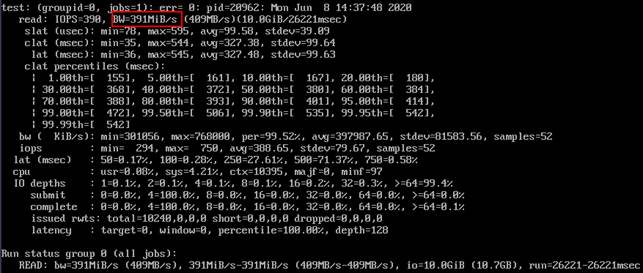 test: (groupid=0, jobs=1): err= 0: pid=20962: Mon Jun  8 14:37:48 2020
read: IOPS=390, BW=391MiB/s (409MB/s)(10.0GiB/26221msec)
slat (usec): min=78, max=595, avg=99.58, stdev=39.09
clat (msec): min=35, max=544, avg=327.38, stdev=99.64
lat (msec): min=36, max=545, avg=327.48, stdev=99.63
clat percentiles (msec):
|  1.00th=[  155],  5.00th=[  161], 10.00th=[  167], 20.00th=[  180],
| 30.00th=[  368], 40.00th=[  372], 50.00th=[  380], 60.00th=[  384],
| 70.00th=[  388], 80.00th=[  393], 90.00th=[  401], 95.00th=[  414],
| 99.00th=[  472], 99.50th=[  506], 99.90th=[  535], 99.95th=[  542],
| 99.99th=[  542]
bw (  KiB/s): min=301056, max=768000, per=99.52%, avg=397987.65, stdev=81583.56, samples=52
iops        : min=  294, max=  750, avg=388.65, stdev=79.67, samples=52
lat (msec)   : 50=0.17%, 100=0.28%, 250=27.61%, 500=71.37%, 750=0.58%
cpu          : usr=0.08%, sys=4.21%, ctx=10395, majf=0, minf=97
IO depths    : 1=0.1%, 2=0.1%, 4=0.1%, 8=0.1%, 16=0.2%, 32=0.3%, >=64=99.4%
submit    : 0=0.0%, 4=100.0%, 8=0.0%, 16=0.0%, 32=0.0%, 64=0.0%, >=64=0.0%
complete  : 0=0.0%, 4=100.0%, 8=0.0%, 16=0.0%, 32=0.0%, 64=0.0%, >=64=0.1%
issued rwts: total=10240,0,0,0 short=0,0,0,0 dropped=0,0,0,0
latency   : target=0, window=0, percentile=100.00%, depth=128
Run status group 0 (all jobs):
READ: bw=391MiB/s (409MB/s), 391MiB/s-391MiB/s (409MB/s-409MB/s), io=10.0GiB (10.7GB), run=26221-26221msec